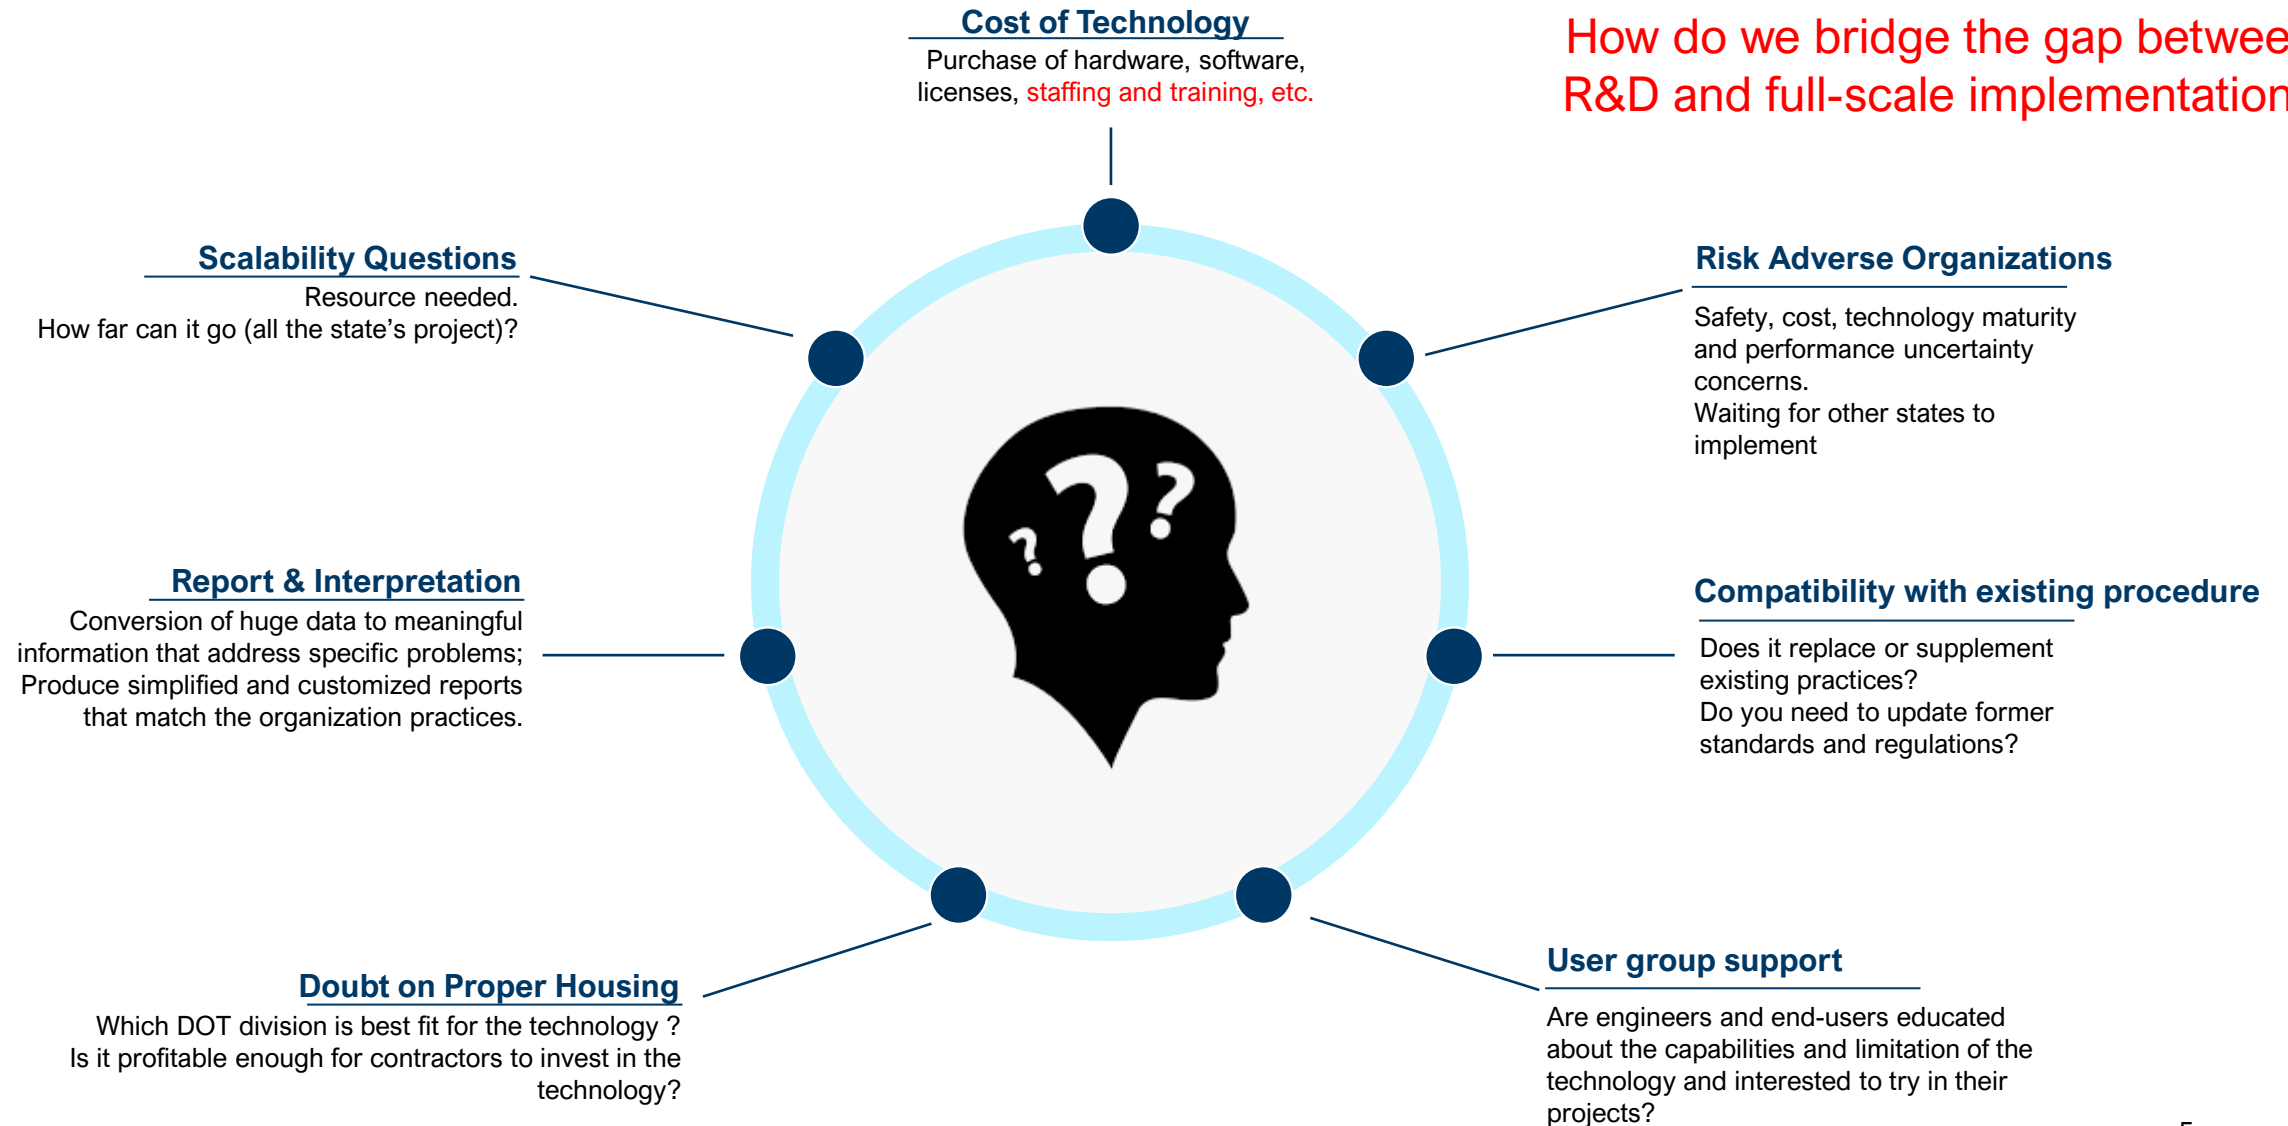 Cost of Technology
Purchase of hardware, software,
licenses, staffing and training, etc.
How do we bridge the gap betwee
R&D and full-scale implementation
Scalability Questions
Resource needed.
How far can it go (all the state's project)?
Risk Adverse Organizations
Safety, cost, technology maturity
and performance uncertainty
concerns.
Waiting for other states to
implement
Report & Interpretation
Conversion of huge data to meaningful
information that address specific problems;
Produce simplified and customized reports
that match the organization practices.
Compatibility with existing procedure
Does it replace or supplement
existing practices?
Do you need to update former
standards and regulations?
? ? ?
Doubt on Proper Housing
Which DOT division is best fit for the technology ?
Is it profitable enough for contractors to invest in the
technology?
User group support
Are engineers and end-users educated
about the capabilities and limitation of the
technology and interested to try in their
projects?